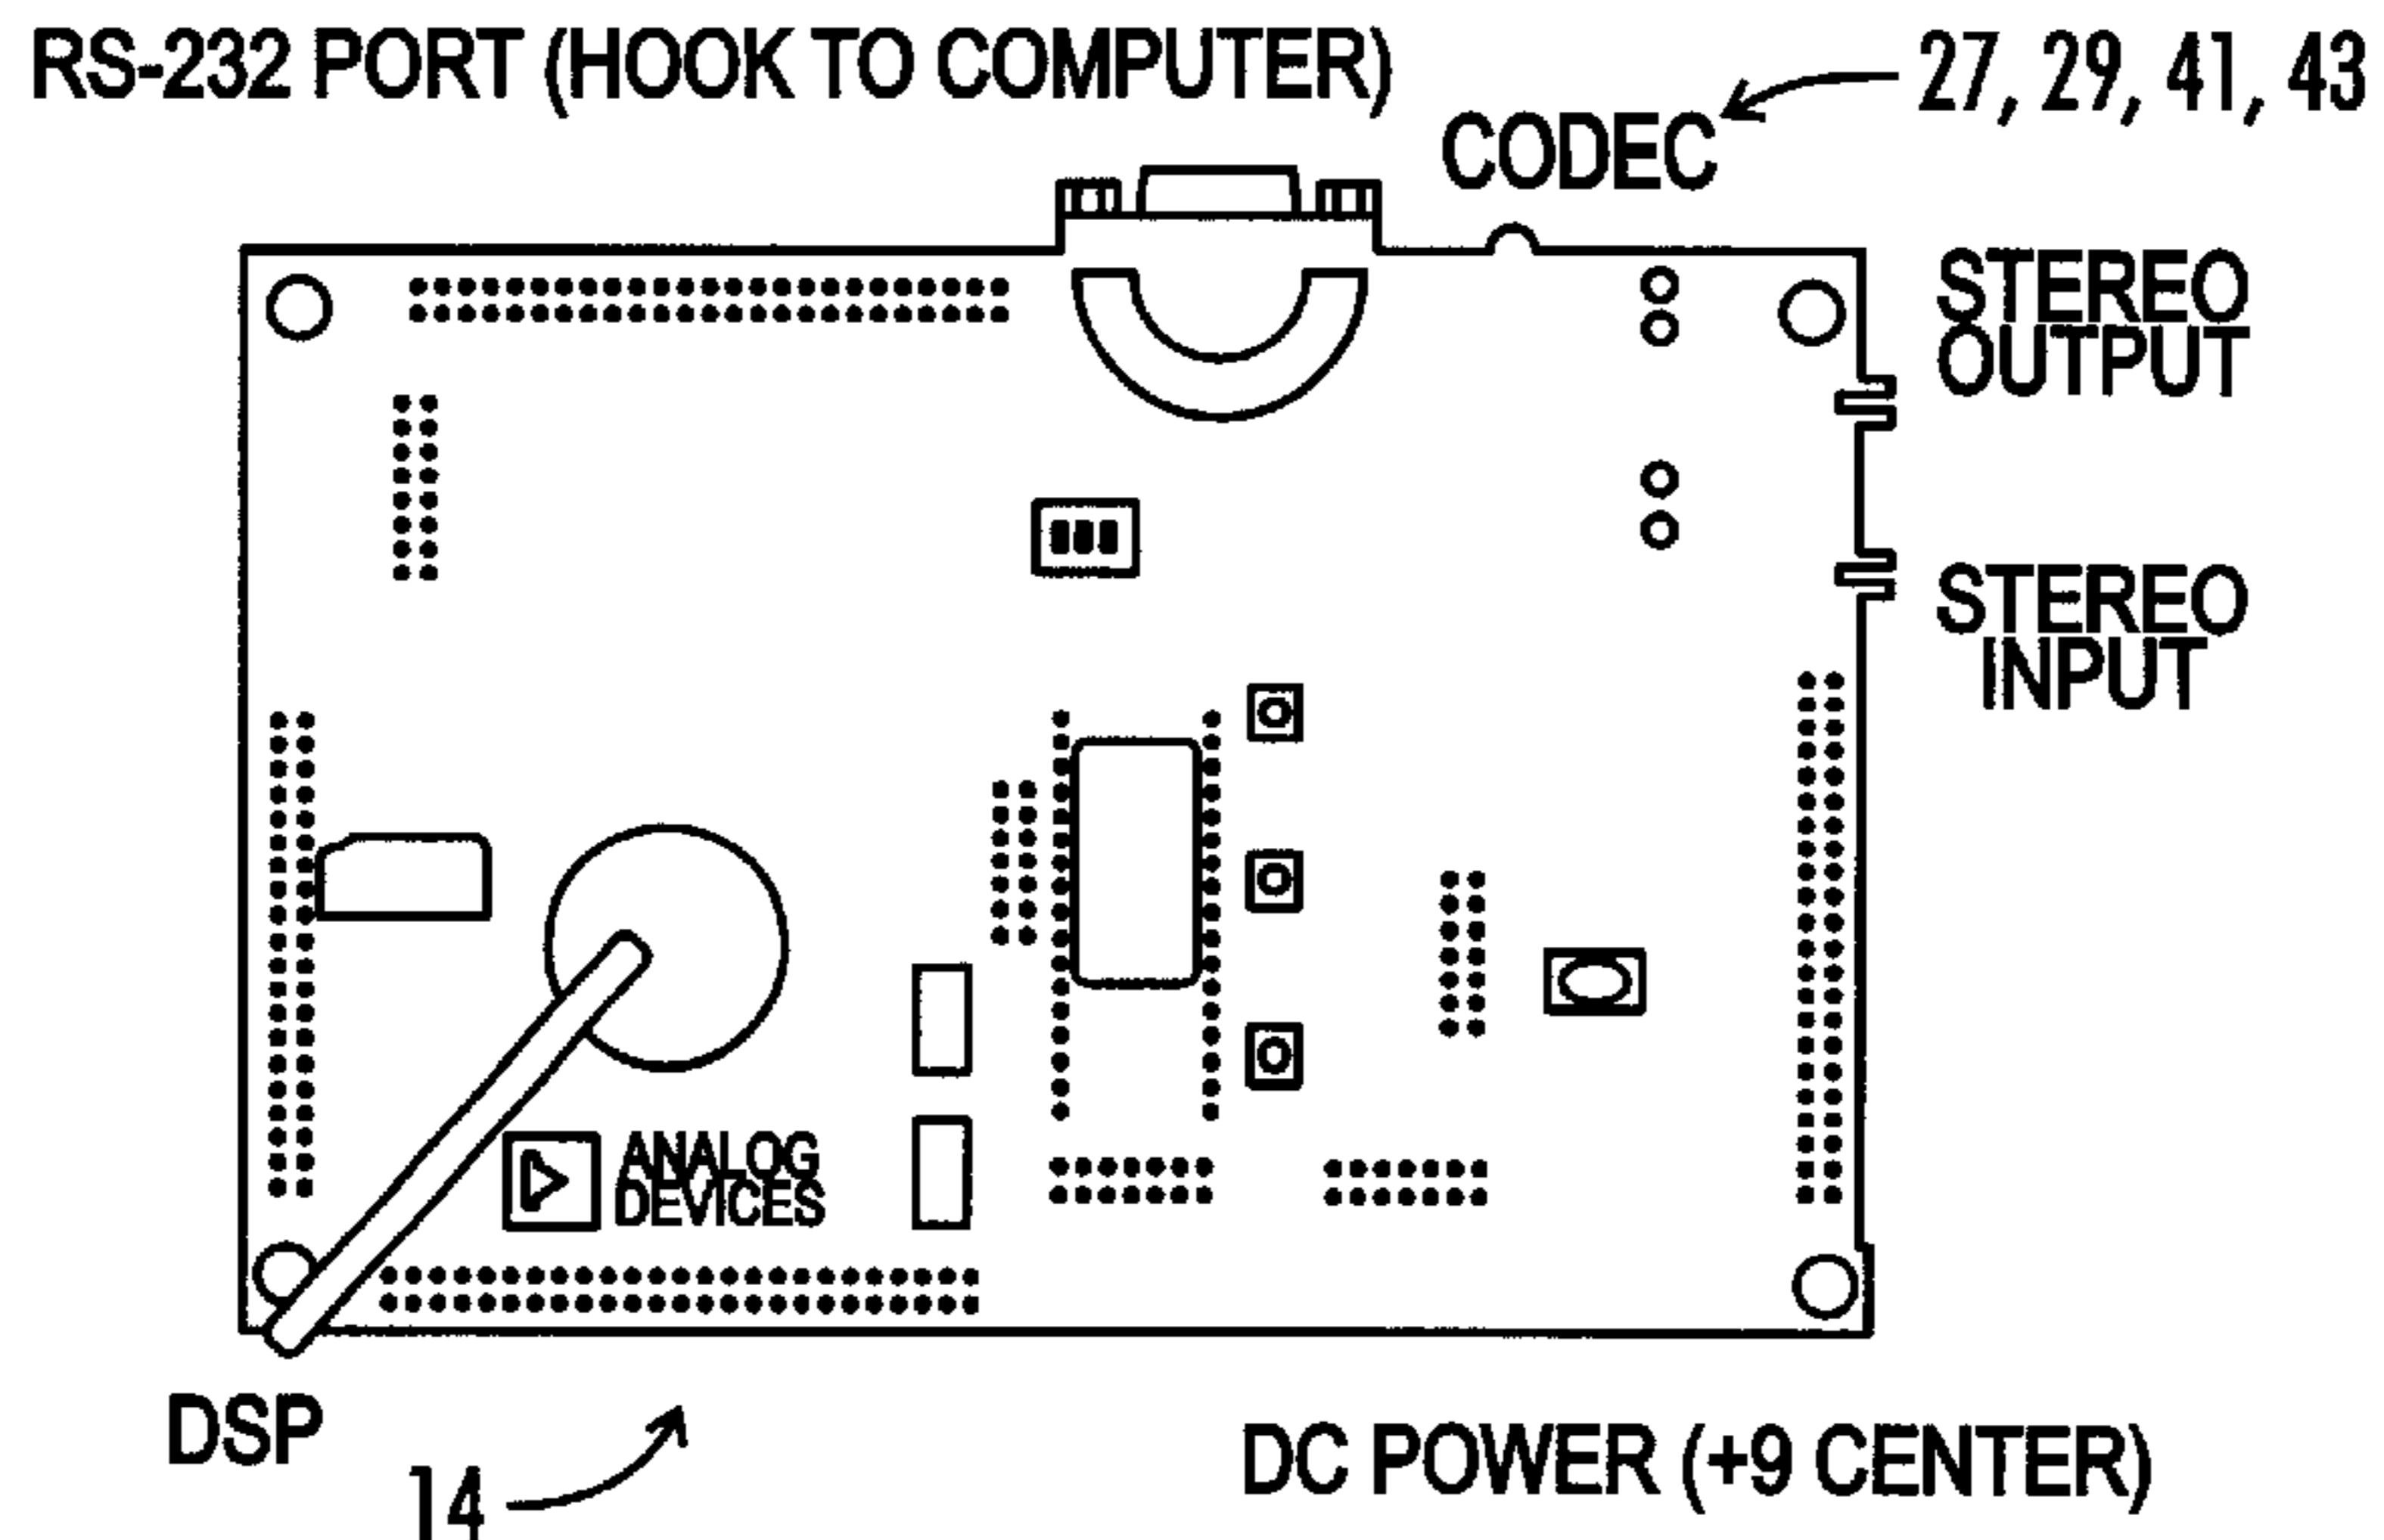 RS-232 PORT (HOOK TO COMPUTER)
27, 29, 41, 43
CODEC
STEREO
OUTPUT
STEREO
INPUT
ANALOG
DEVICES
DSP
14
DC POWER (+9 CENTER)